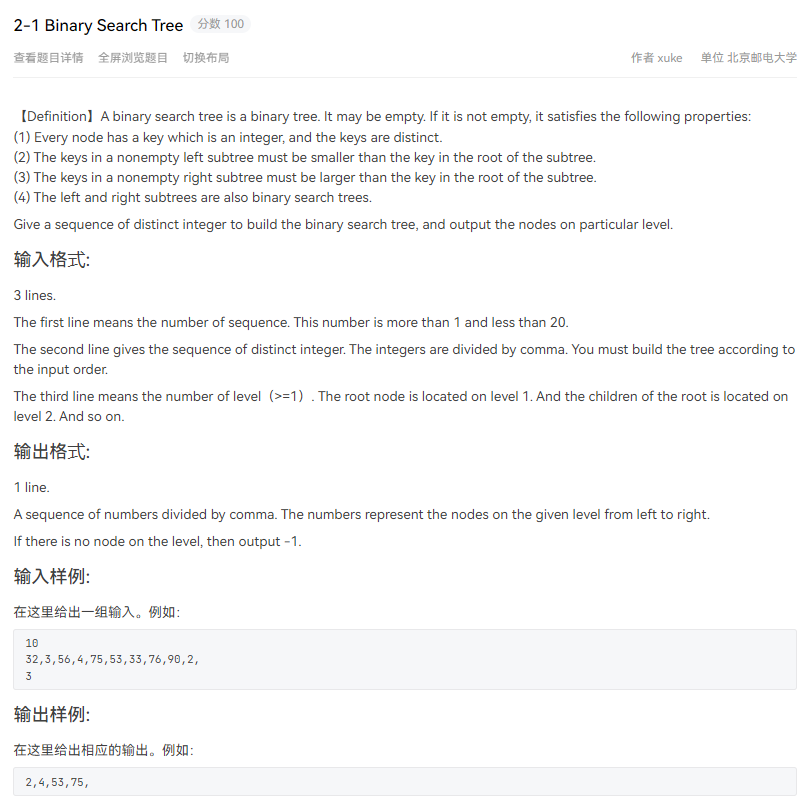 2-1 Binary Search Tree 分数 100
查看题目详情 全屏浏览题目 切换布局 作者 xuke 单位 北京邮电大学
【Definition】A binary search tree is a binary tree. It may be empty. If it is not empty, it satisfies the following properties:
(1) Every node has a key which is an integer, and the keys are distinct.
(2) The keys in a nonempty left subtree must be smaller than the key in the root of the subtree.
(3) The keys in a nonempty right subtree must be larger than the key in the root of the subtree.
(4) The left and right subtrees are also binary search trees.
Give a sequence of distinct integer to build the binary search tree, and output the nodes on particular level.
输入格式:
3 lines.
The first line means the number of sequence. This number is more than 1 and less than 20.
The second line gives the sequence of distinct integer. The integers are divided by comma. You must build the tree according to
the input order.
The third line means the number of level（>=1）. The root node is located on level 1. And the children of the root is located on
level 2. And so on.
输出格式:
1 line.
A sequence of numbers divided by comma. The numbers represent the nodes on the given level from left to right.
If there is no node on the level, then output -1.
输入样例:
在这里给出一组输入。例如：
10
32,3,56,4,75,53,33,76,90,2,
3
输出样例:
在这里给出相应的输出。例如：
2,4,53,75,